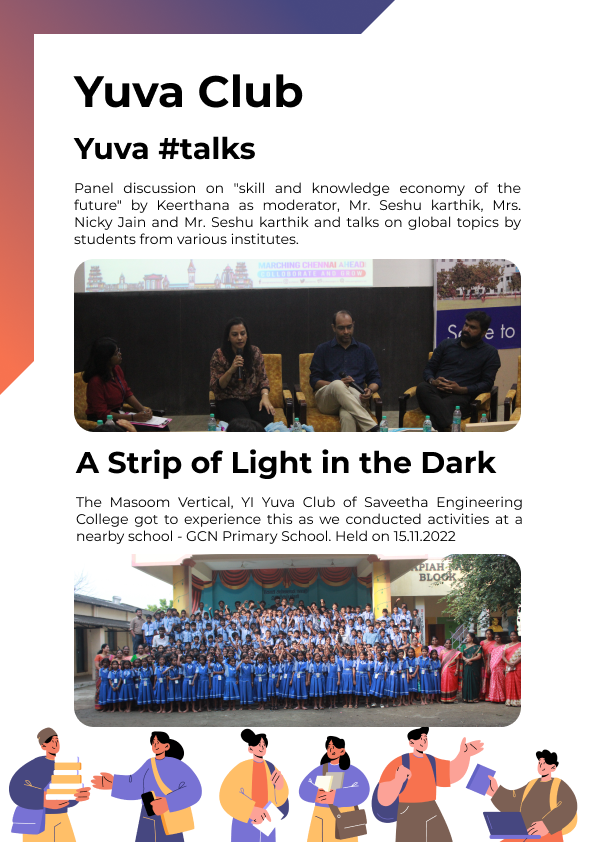 Yuva Club
Yuva #talks
Panel discussion on "skill and knowledge economy of the
future" by Keerthana as moderator, Mr. Seshu karthik, Mrs.
Nicky Jain and Mr. Seshu karthik and talks on global topics by
students from various institutes.
MARCHING CHENNAI AHEAD
COLLABORATE AND GROW
to
A Strip of Light in the Dark
The Masoom Vertical, YI Yuva Club of Saveetha Engineering
College got to experience this as we conducted activities at a
nearby school - GCN Primary School. Held on 15.11.2022
BLOCK